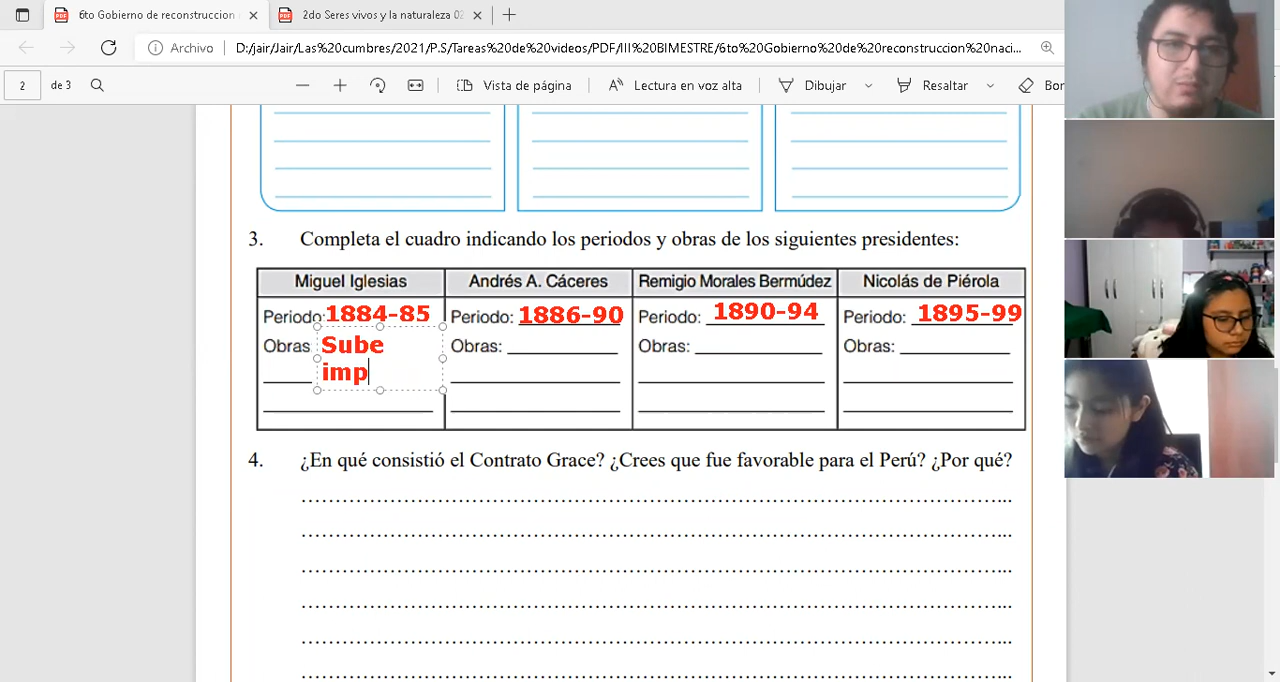 6to Gobierno de reconstruccion
2do Seres vivos y la naturaleza 02
Archivo
D:/jair/Jair/Las%20cumbres/2021/P.S/Tareas%20de%20videos/PDF/III%20BIMESTRE/6to%20Gobierno%20de%20reconstruccion%20naci...
2
de 3
Vista de página
Lectura en voz alta
Dibujar
Resaltar
Bor
3. Completa el cuadro indicando los periodos y obras de los siguientes presidentes:
Miguel Iglesias
Andrés A. Cáceres
Remigio Morales Bermúdez
Nicolás de Piérola
Periodo: 1884-85
Periodo: 1886-90
Periodo: 1890-94
Periodo: 1895-99
Obras Sube
Obras:
Obras:
Obras:
imp
4. ¿En qué consistió el Contrato Grace? ¿Crees que fue favorable para el Perú? ¿Por qué?